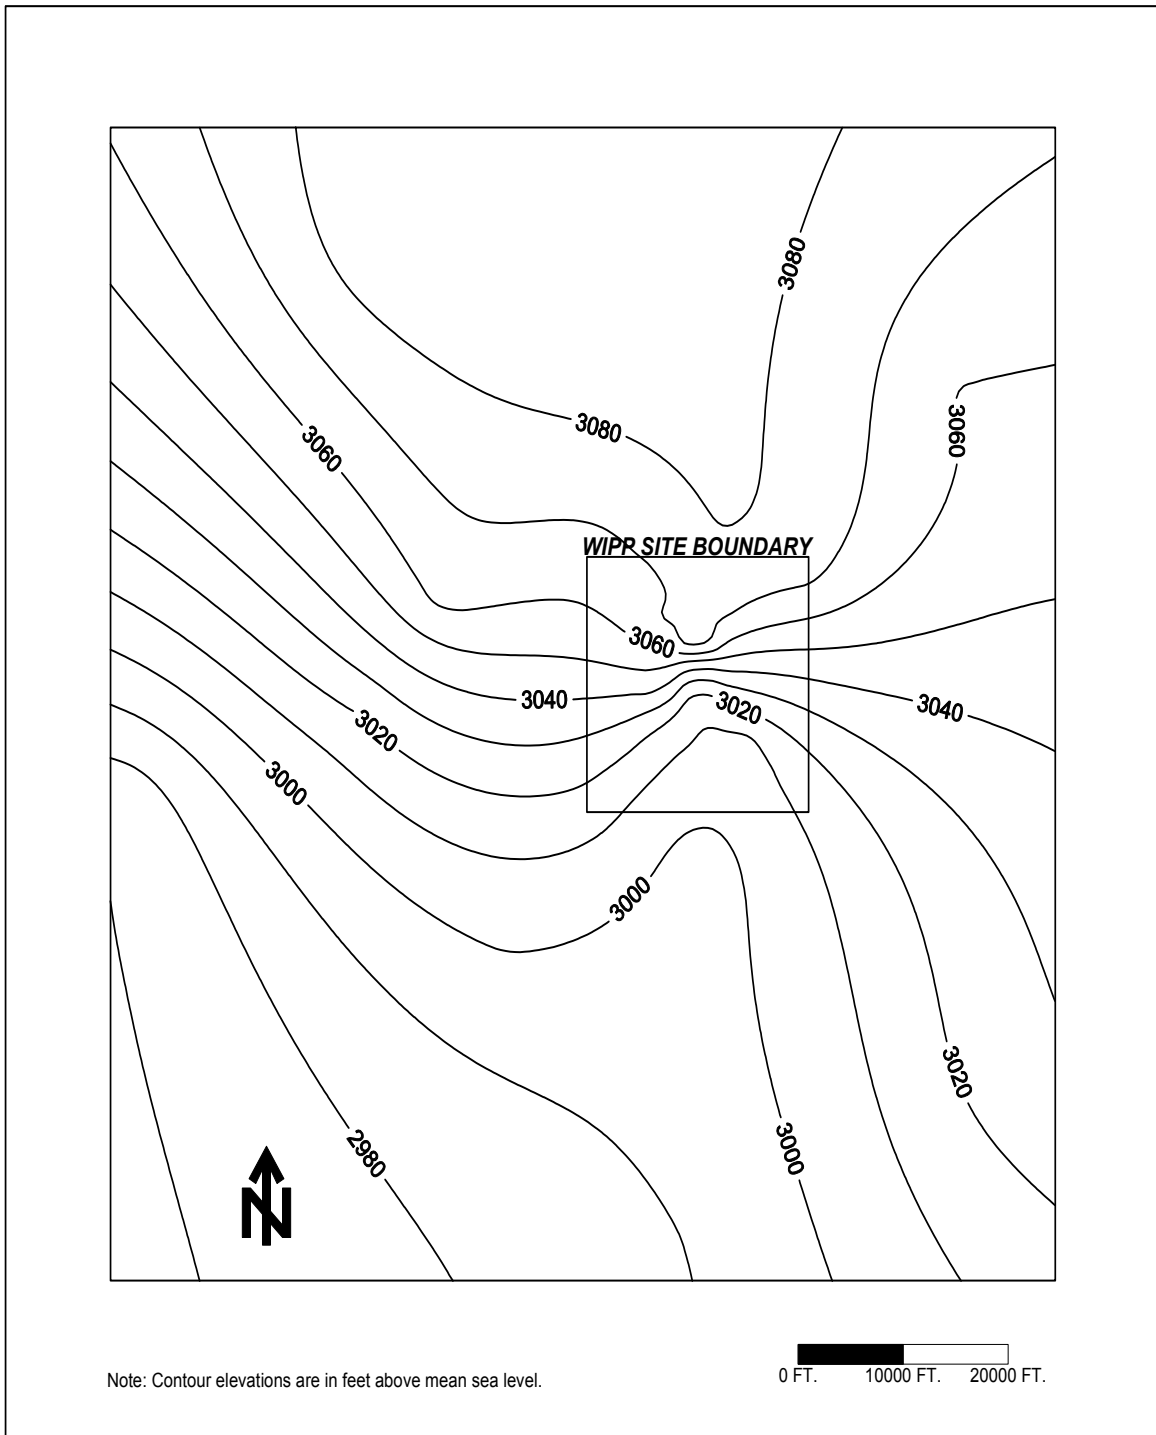 3080
3080
3060
3060
WIPP SITE BOUNDARY
3060
3040
3040
3020
3020
3000
3000
3020
3000
2980
N
0 FT.
10000 FT.
20000 FT.
Note: Contour elevations are in feet above mean sea level.